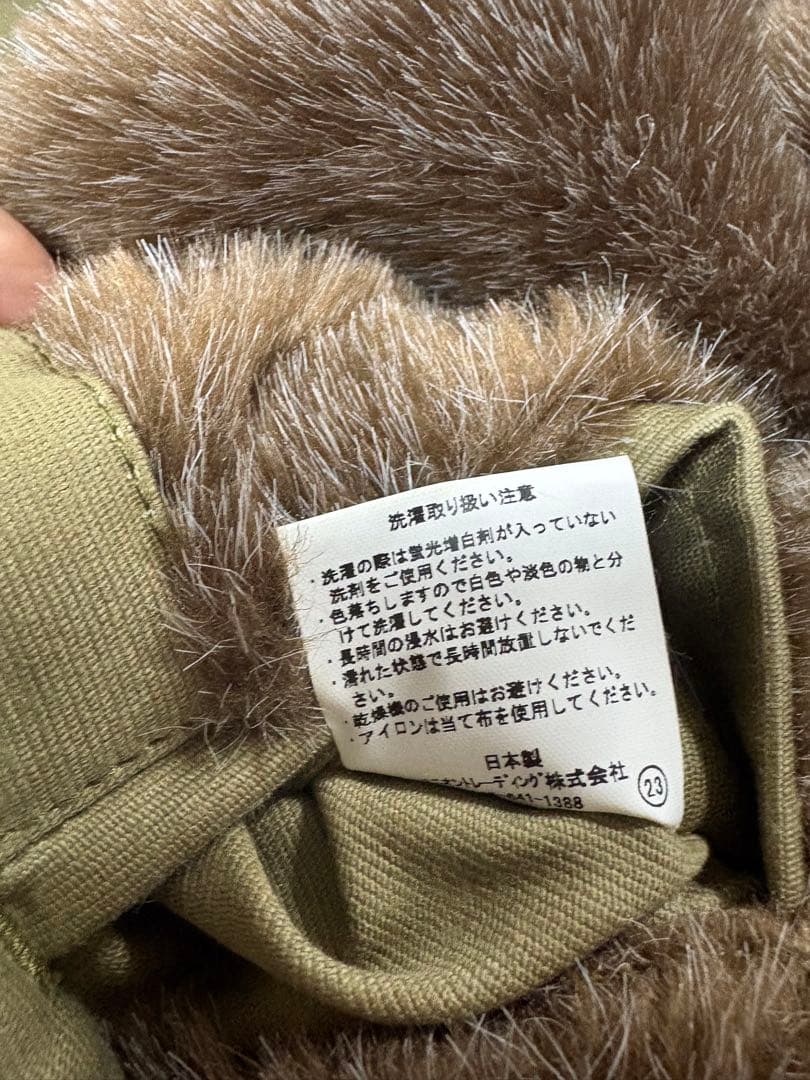 洗濯取り扱い注意
・洗濯の際は蛍光増白剤が入っていない
洗剤をご使用ください。
・色落ちしますので白色や淡色の物と分
けて洗濯してください。
・長時間の浸水はお避けください。
・濡れた状態で長時間放置しないでくだ
さい。
・乾燥機のご使用はお避けください。
・アイロンは当て布を使用してください。
日本製
オントレーディング株式会社
641-1388
23